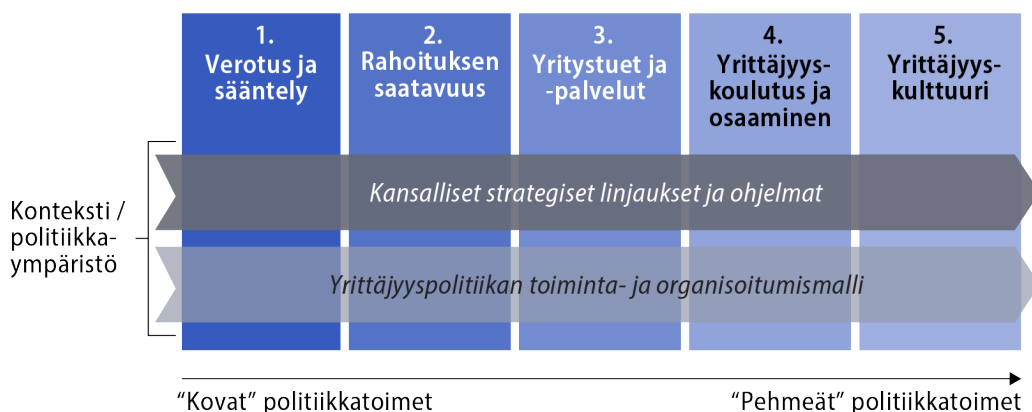 1.
Verotus ja
sääntely
2.
Rahoituksen
saatavuus
3.
Yritystuet ja
-palvelut
4.
Yrittäjyys-
koulutus ja
osaaminen
5.
Yrittäjyys-
kulttuuri
Konteksti /
politiikka-
ympäristö
Kansalliset strategiset linjaukset ja ohjelmat
Yrittäjyyspolitiikan toiminta- ja organisoitumismalli
“Kovat” politiikkatoimet
“Pehmeät” politiikkatoimet